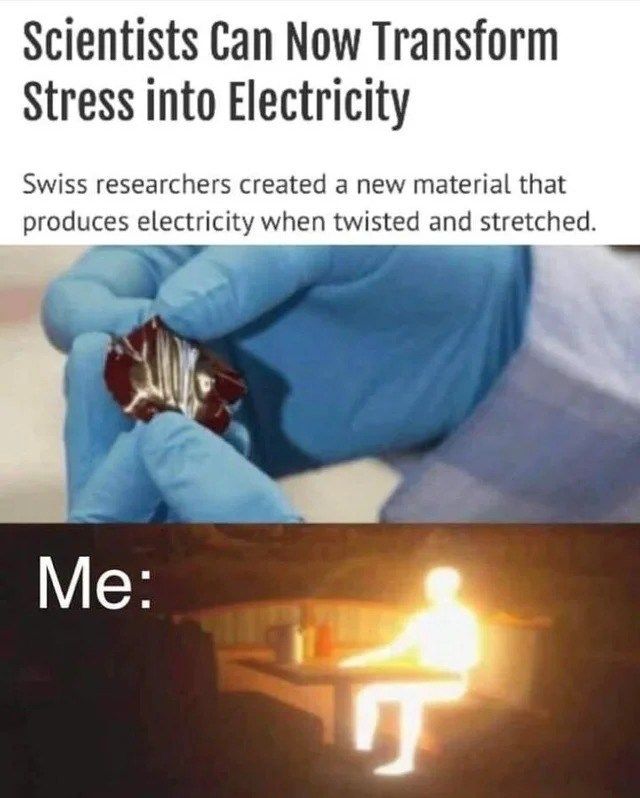 Scientists Can Now Transform
Stress into Electricity
Swiss researchers created a new material that
produces electricity when twisted and stretched.
Me: